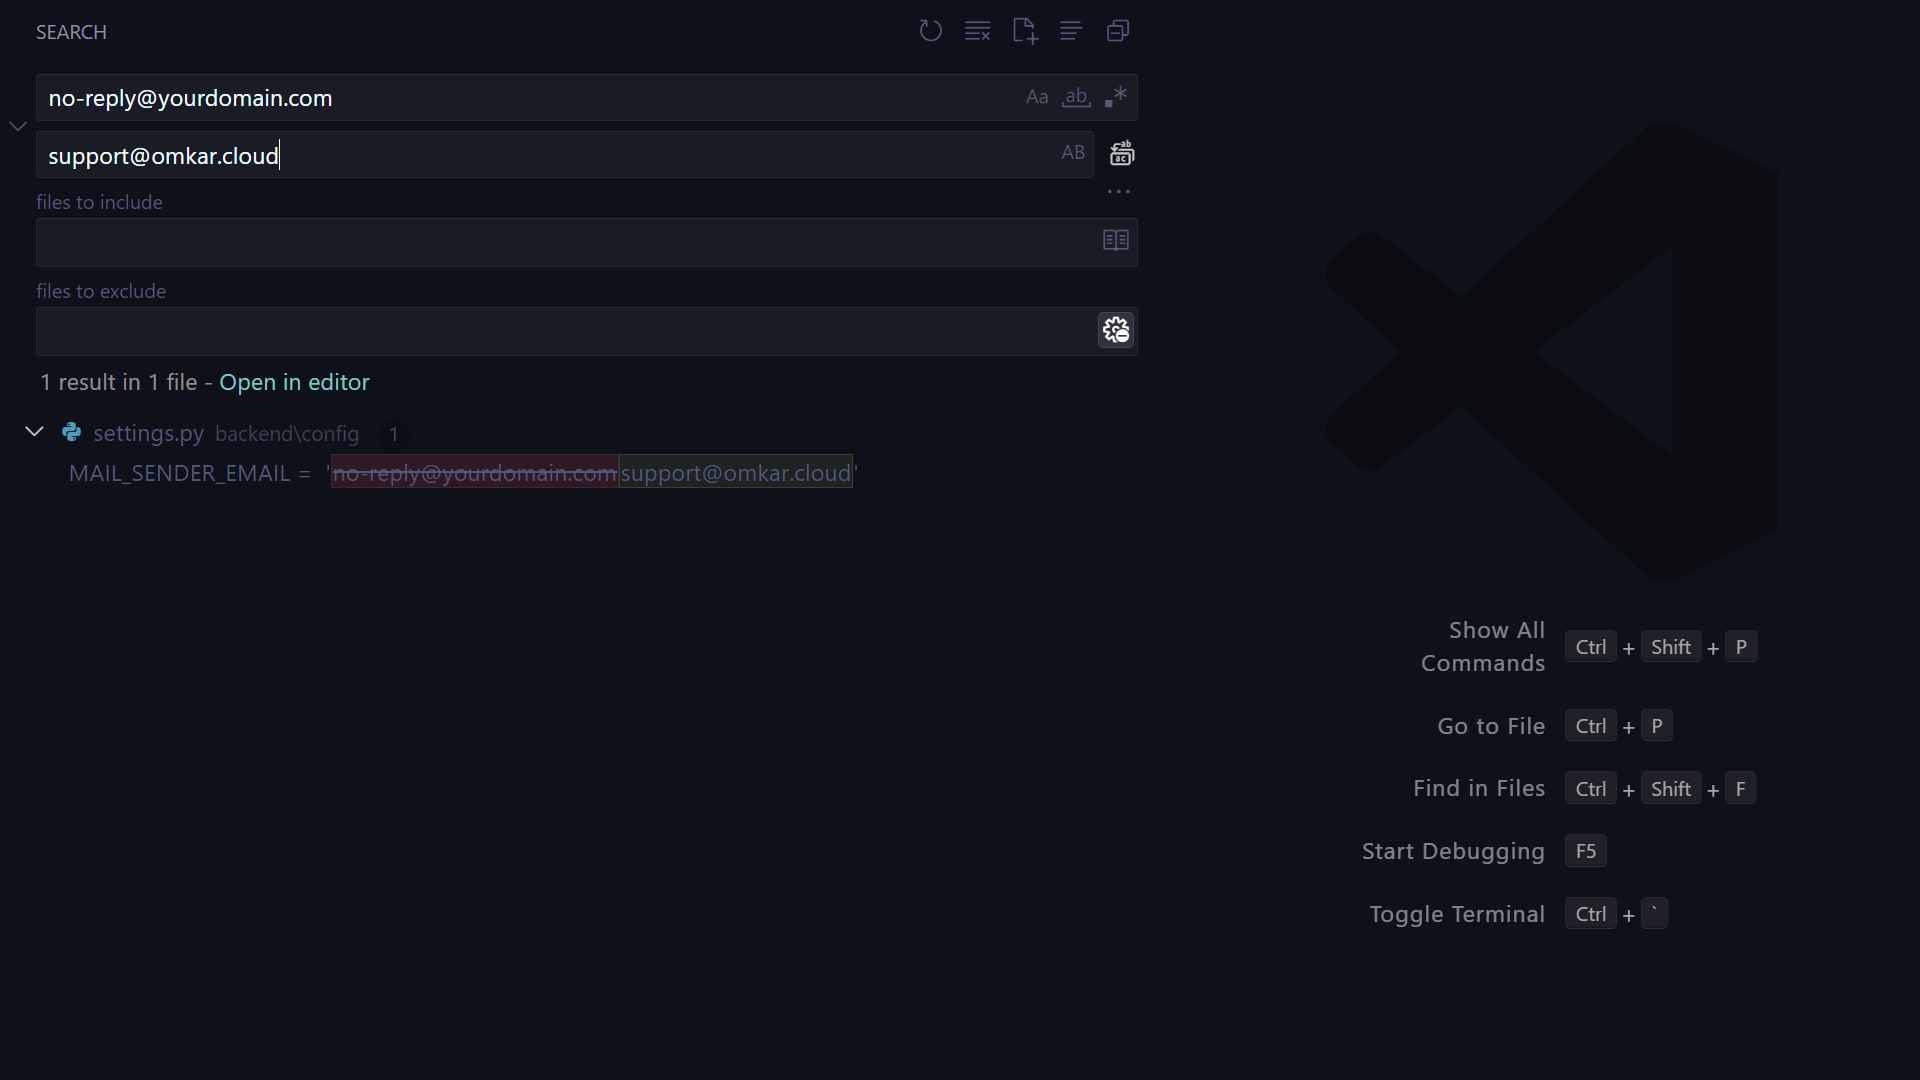 SEARCH
no-reply@yourdomain.com Aa ab
support@omkar.cloud AB ab ac
...
files to include
files to exclude
1 result in 1 file - Open in editor
settings.py backend\config 1
MAIL_SENDER_EMAIL = 'no-reply@yourdomain.comsupport@omkar.cloud'
Show All Commands Ctrl + Shift + P
Go to File Ctrl + P
Find in Files Ctrl + Shift + F
Start Debugging F5
Toggle Terminal Ctrl + `